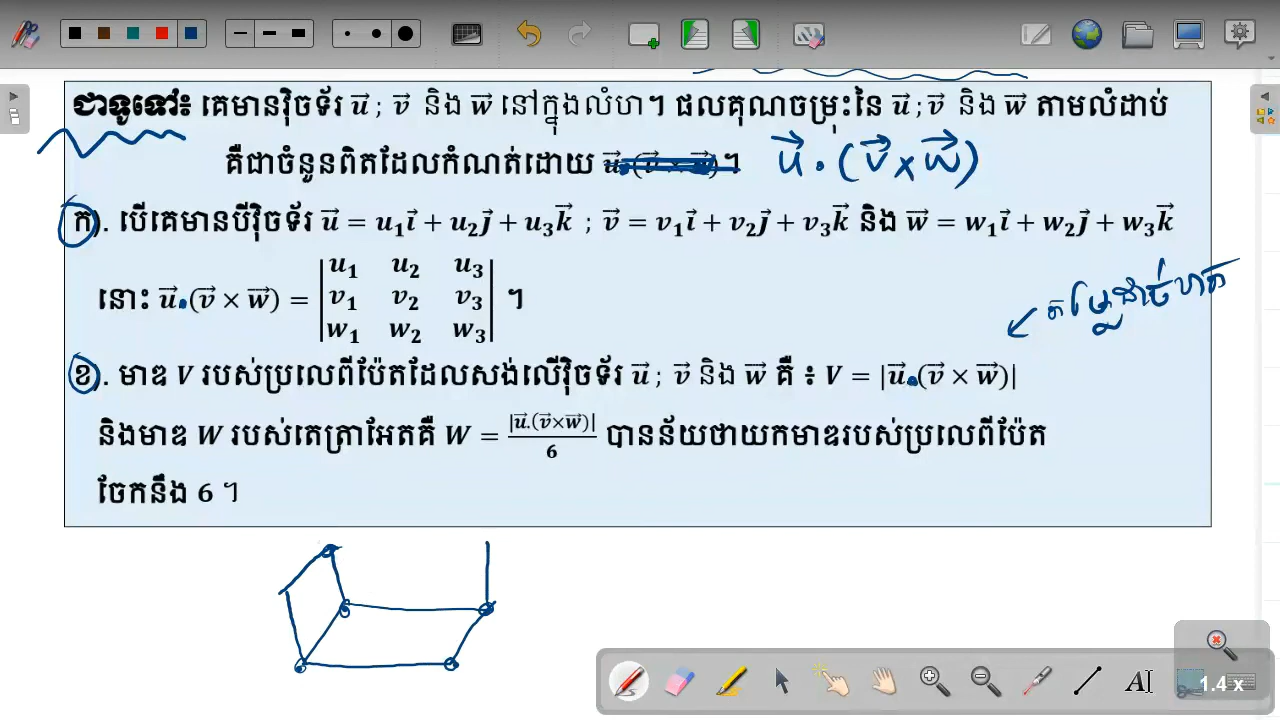 ជាទូទៅ៖ គេមានវ៉ិចទ័រ u⃗ ; v⃗ និង w⃗ នៅក្នុងលំហ។ ផលគុណចម្រុះនៃ u⃗ ; v⃗ និង w⃗ តាមលំដាប់
គឺជាចំនួនពិតដែលកំណត់ដោយ u⃗.(v⃗ × w⃗)។ u⃗ . (v⃗ × w⃗)
ក). បើគេមានបីវ៉ិចទ័រ u⃗ = u₁i⃗ + u₂j⃗ + u₃k⃗ ; v⃗ = v₁i⃗ + v₂j⃗ + v₃k⃗ និង w⃗ = w₁i⃗ + w₂j⃗ + w₃k⃗
នោះ u⃗.(v⃗ × w⃗) = | u₁ u₂ u₃ |
| v₁ v₂ v₃ | ។
| w₁ w₂ w₃ |
តម្លៃដាច់ខាត
ខ). មាឌ V របស់ប្រលេពីប៉ែតដែលសង់លើវ៉ិចទ័រ u⃗ ; v⃗ និង w⃗ គឺ ៖ V = |u⃗.(v⃗ × w⃗)|
និងមាឌ W របស់តេត្រាអែតគឺ W = |u⃗.(v⃗×w⃗)|/6 បានន័យថាយកមាឌរបស់ប្រលេពីប៉ែត
ចែកនឹង 6 ។
1.4 x